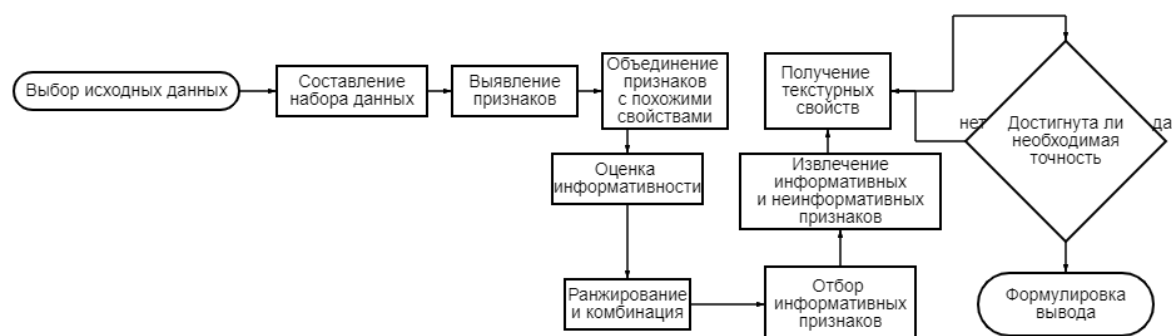 Выбор исходных данных
Составление
набора данных
Выявление
признаков
Объединение
признаков
с похожими
свойствами
Оценка
информативности
Ранжирование
и комбинация
Отбор
информативных
признаков
Извлечение
информативных
и неинформативных
признаков
Получение
текстурных
свойств
нет
Достигнута ли
необходимая
точность
да
Формулировка
вывода